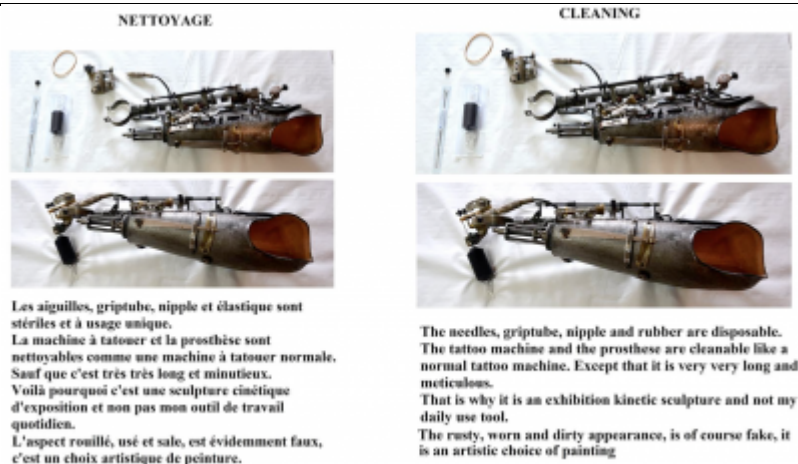 NETTOYAGE
Les aiguilles, griptube, nipple et élastique sont
stériles et à usage unique.
La machine à tatouer et la prosthèse sont
nettoyables comme une machine à tatouer normale.
Sauf que c'est très très long et minutieux.
Voilà pourquoi c'est une sculpture cinétique
d'exposition et non pas mon outil de travail
quotidien.
L'aspect rouillé, usé et sale, est évidemment faux,
c'est un choix artistique de peinture.
CLEANING
The needles, griptube, nipple and rubber are disposable.
The tattoo machine and the prosthese are cleanable like a
normal tattoo machine. Except that it is very very long and
meticulous.
That is why it is an exhibition kinetic sculpture and not my
daily use tool.
The rusty, worn and dirty appearance, is of course fake, it
is an artistic choice of painting